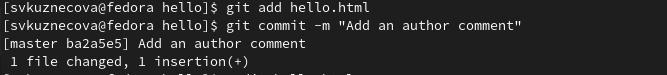 [svkuznecova@fedora hello]$ git add hello.html
[svkuznecova@fedora hello]$ git commit -m "Add an author comment"
[master ba2a5e5] Add an author comment
 1 file changed, 1 insertion(+)